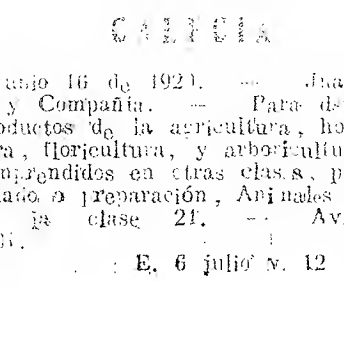 CALFUIA
unio 16 de 1921. — Jua
y Compañía. — Para d
oductos de la agricultura, ho
ra, floricultura, y arboricultu
mprendidos en otras clases, p
ado o preparación, Animales
la clase 21. — Av
E. 6 julio v. 12